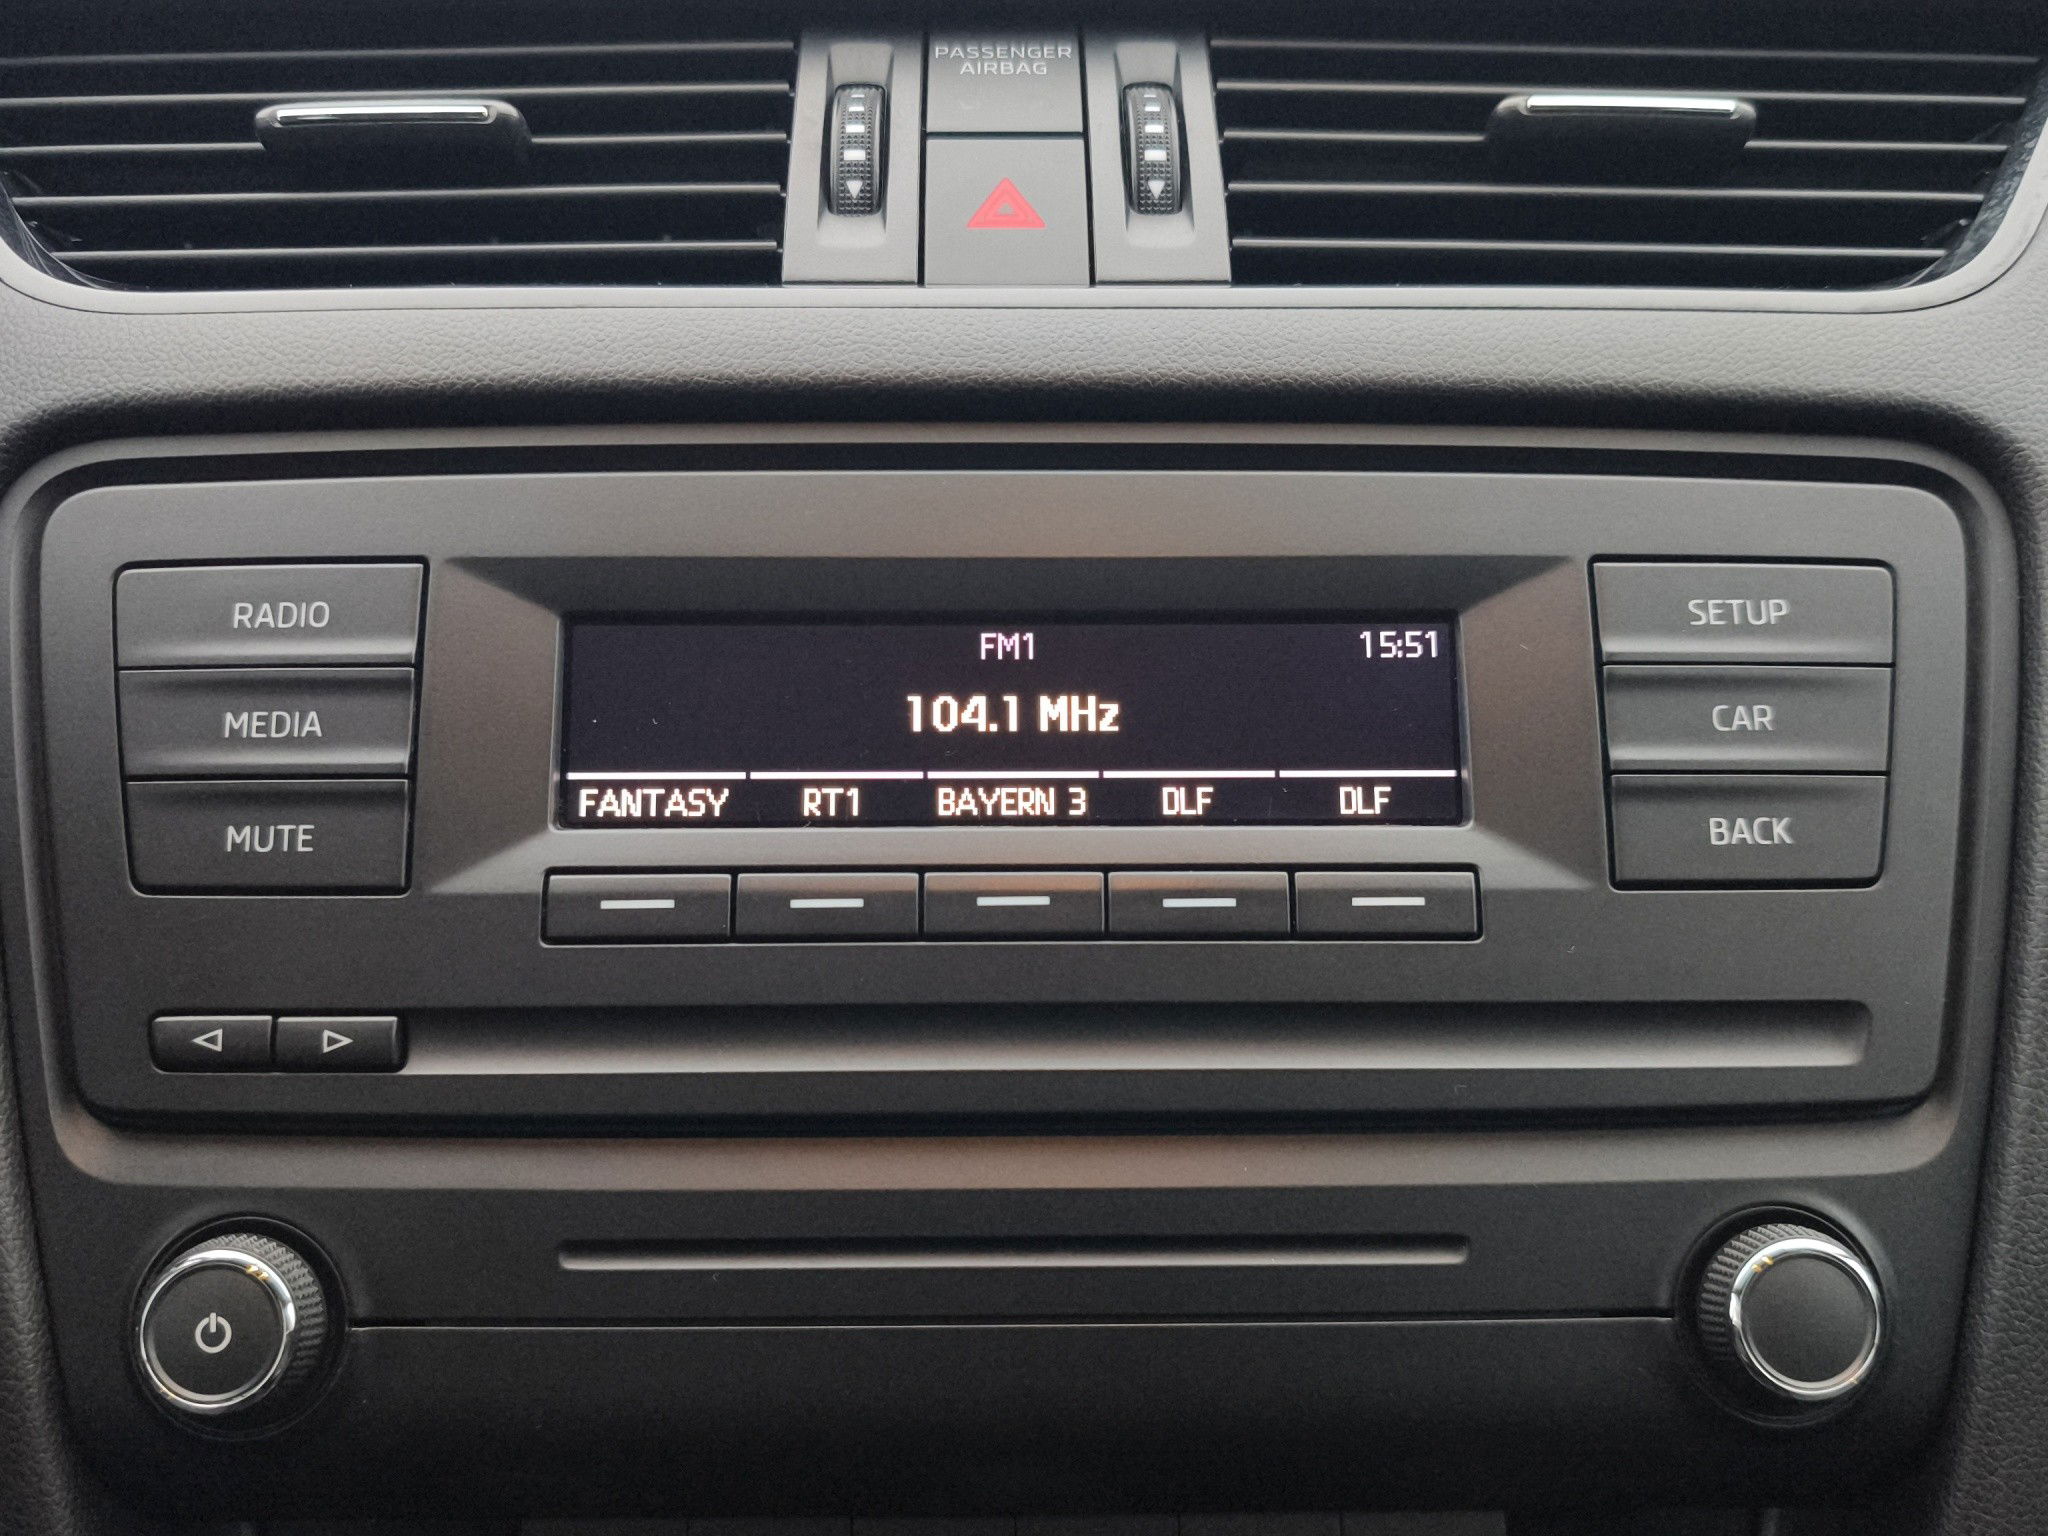 PASSENGER
AIRBAG
RADIO
MEDIA
MUTE
FM1 15:51
104.1 MHz
FANTASY RT1 BAYERN 3 DLF DLF
SETUP
CAR
BACK